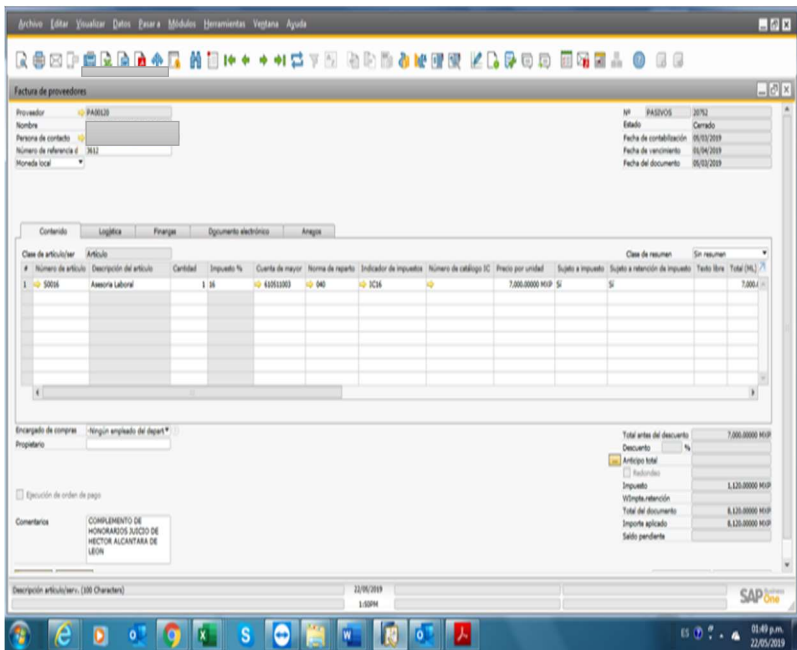 Archivo Editar Visualizar Datos Pasar a Módulos Herramientas Ventana Ayuda
Factura de proveedores
Proveedor PA00120
Nombre
Persona de contacto
Número de referencia d 3612
Moneda local
Nº PASIVOS 20752
Estado Cerrado
Fecha de contabilización 05/03/2019
Fecha de vencimiento 01/04/2019
Fecha del documento 05/03/2019
Contenido Logística Finanzas Documento electrónico Anexos
Clase de artículo/ser Artículo Clase de resumen Sin resumen
# Número de artículo Descripción del artículo Cantidad Impuesto % Cuenta de mayor Norma de reparto Indicador de impuestos Número de catálogo IC Precio por unidad Sujeto a impuesto Sujeto a retención de impuesto Texto libre Total (ML)
1 S0016 Asesoría Laboral 1 16 610511003 040 IC16 7,000.00000 MXP Sí Sí 7,000.
Encargado de compras -Ningún empleado del depart
Propietario
Total antes del descuento 7,000.00000 MXP
Descuento %
Anticipo total
Redondeo
Impuesto 1,120.00000 MXP
WImpte.retención
Total del documento 8,120.00000 MXP
Importe aplicado 8,120.00000 MXP
Saldo pendiente
Ejecución de orden de pago
Comentarios COMPLEMENTO DE
HONORARIOS JUICIO DE
HECTOR ALCANTARA DE
LEON
Descripción artículo/serv. (100 Characters) 22/05/2019
1:50PM
SAP Business One
ES 01:49 p.m.
22/05/2019